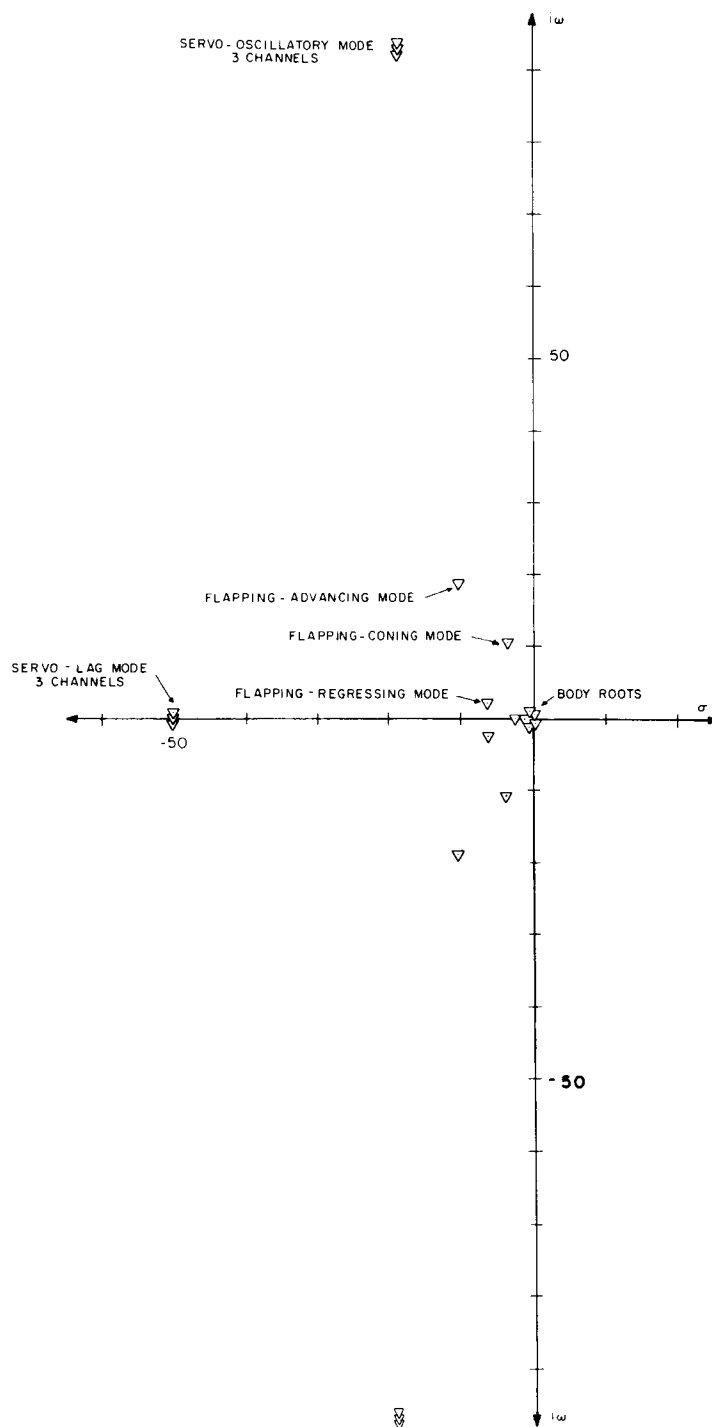 iω
SERVO-OSCILLATORY MODE
3 CHANNELS
50
FLAPPING-ADVANCING MODE
FLAPPING-CONING MODE
SERVO-LAG MODE
3 CHANNELS
FLAPPING-REGRESSING MODE
BODY ROOTS
σ
-50
-50
iω